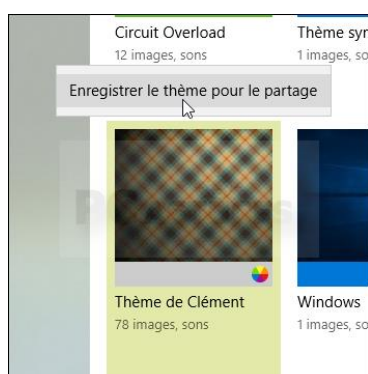 Circuit Overload
12 images, sons
Thème syn
1 images, so
Enregistrer le thème pour le partage
Thème de Clément
78 images, sons
Windows
1 images, so